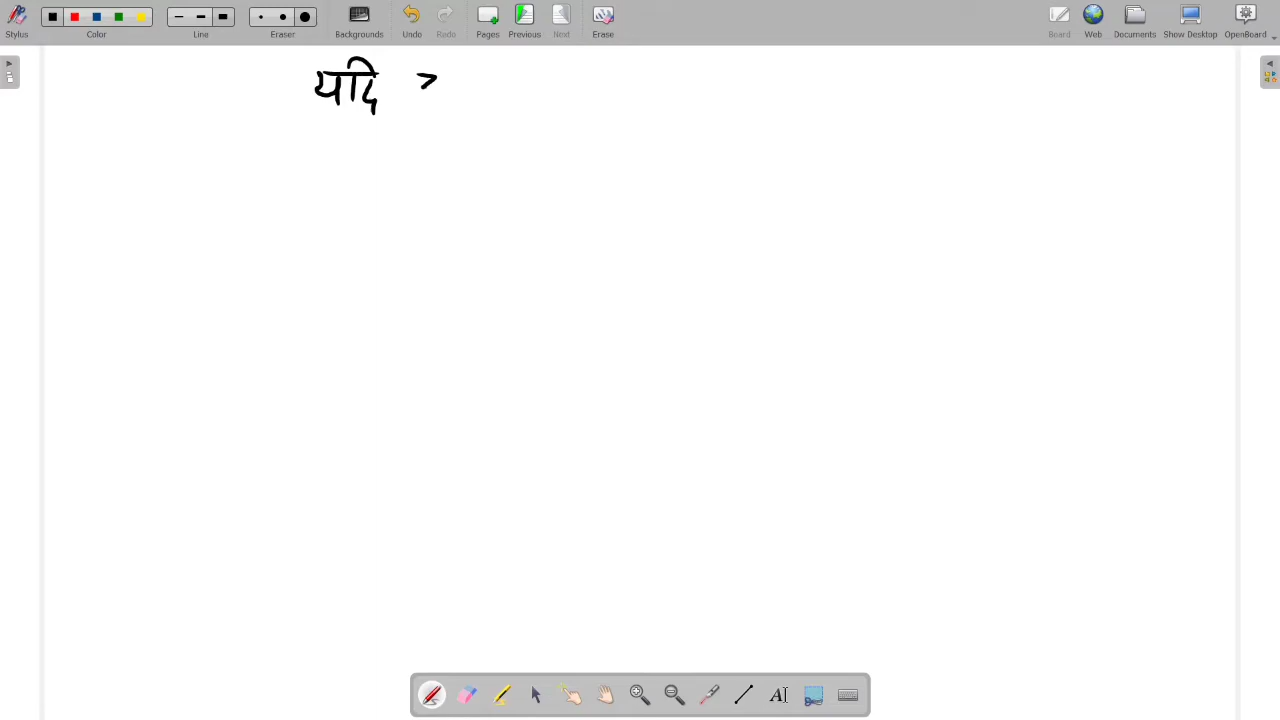 Stylus Color Line Eraser Backgrounds Undo Redo Pages Previous Next Erase Board Web Documents Show Desktop OpenBoard
यदि >